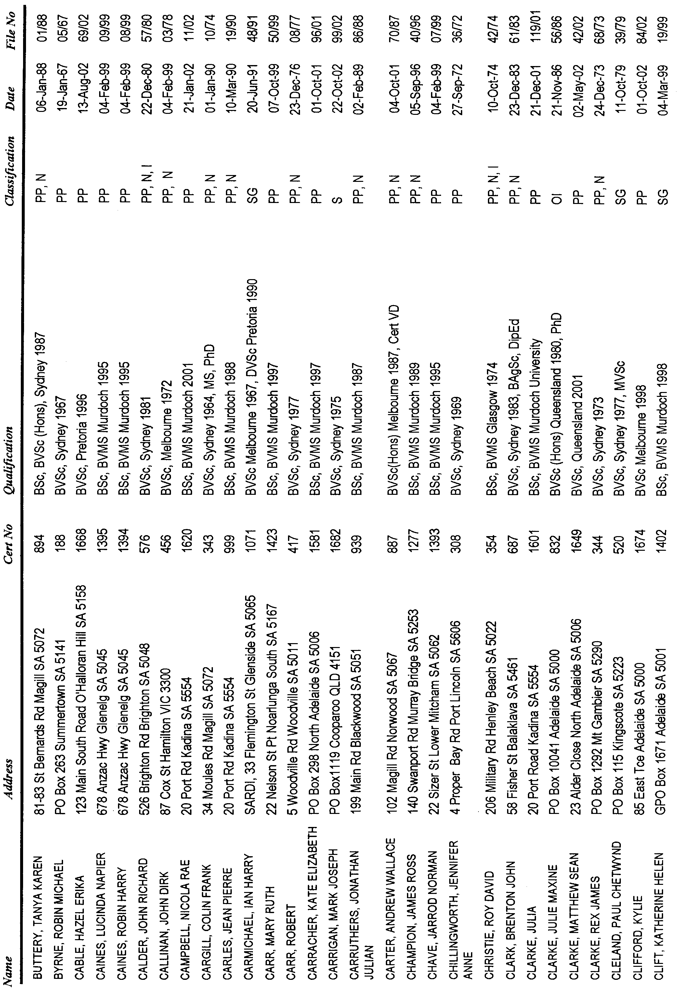 Name Address Cert No Qualification Classification Date File No
BUTTERY, TANYA KAREN 81-83 St Bernards Rd Magill SA 5072 894 BSc, BVSc (Hons), Sydney 1987 PP, N 06-Jan-88 01/88
BYRNE, ROBIN MICHAEL PO Box 263 Summertown SA 5141 188 BVSc, Sydney 1967 PP 19-Jan-67 05/67
CABLE, HAZEL ERIKA 123 Main South Road O'Halloran Hill SA 5158 1668 BVSc, Pretoria 1996 PP 13-Aug-02 69/02
CAINES, LUCINDA NAPIER 678 Anzac Hwy Glenelg SA 5045 1395 BSc, BVMS Murdoch 1995 PP 04-Feb-99 09/99
CAINES, ROBIN HARRY 678 Anzac Hwy Glenelg SA 5045 1394 BSc, BVMS Murdoch 1995 PP 04-Feb-99 08/99
CALDER, JOHN RICHARD 526 Brighton Rd Brighton SA 5048 576 BVSc, Sydney 1981 PP, N, I 22-Dec-80 57/80
CALLINAN, JOHN DIRK 87 Cox St Hamilton VIC 3300 456 BVSc, Melbourne 1972 PP, N 04-Feb-99 03/78
CAMPBELL, NICOLA RAE 20 Port Rd Kadina SA 5554 1620 BSc, BVMS Murdoch 2001 PP 21-Jan-02 11/02
CARGILL, COLIN FRANK 34 Moules Rd Magill SA 5072 343 BVSc, Sydney 1964, MS, PhD PP, N 01-Jan-90 10/74
CARLES, JEAN PIERRE 20 Port Rd Kadina SA 5554 999 BSc, BVMS Murdoch 1988 PP, N 10-Mar-90 19/90
CARMICHAEL, IAN HARRY SARDI, 33 Flemington St Glenside SA 5065 1071 BVSc Melbourne 1967, DVSc Pretoria 1990 SG 20-Jun-91 48/91
CARR, MARY RUTH 22 Nelson St Pt Noarlunga South SA 5167 1423 BSc, BVMS Murdoch 1997 PP 07-Oct-99 50/99
CARR, ROBERT 5 Woodville Rd Woodville SA 5011 417 BVSc, Sydney 1977 PP, N 23-Dec-76 08/77
CARRACHER, KATE ELIZABETH PO Box 298 North Adelaide SA 5006 1581 BSc, BVMS Murdoch 1997 PP 01-Oct-01 96/01
CARRIGAN, MARK JOSEPH PO Box1119 Cooparoo QLD 4151 1682 BVSc, Sydney 1975 S 22-Oct-02 99/02
CARRUTHERS, JONATHAN 199 Main Rd Blackwood SA 5051 939 BSc, BVMS Murdoch 1987 PP, N 02-Feb-89 86/88
JULIAN
CARTER, ANDREW WALLACE 102 Magill Rd Norwood SA 5067 887 BVSc(Hons) Melbourne 1987, Cert VD PP, N 04-Oct-01 70/87
CHAMPION, JAMES ROSS 140 Swanport Rd Murray Bridge SA 5253 1277 BSc, BVMS Murdoch 1989 PP, N 05-Sep-96 40/96
CHAVE, JARROD NORMAN 22 Sizer St Lower Mitcham SA 5062 1393 BSc, BVMS Murdoch 1995 PP 04-Feb-99 07/99
CHILLINGWORTH, JENNIFER 4 Proper Bay Rd Port Lincoln SA 5606 308 BVSc, Sydney 1969 PP 27-Sep-72 36/72
ANNE
CHRISTIE, ROY DAVID 206 Military Rd Henley Beach SA 5022 354 BSc, BVMS Glasgow 1974 PP, N, I 10-Oct-74 42/74
CLARK, BRENTON JOHN 58 Fisher St Balaklava SA 5461 687 BVSc, Sydney 1983, BAgSc, DipEd PP, N 23-Dec-83 61/83
CLARKE, JULIA 20 Port Road Kadina SA 5554 1601 BSc, BVMS Murdoch University PP 21-Dec-01 119/01
CLARKE, JULIE MAXINE PO Box 10041 Adelaide SA 5000 832 BVSc (Hons) Queensland 1980, PhD OI 21-Nov-86 56/86
CLARKE, MATTHEW SEAN 23 Alder Close North Adelaide SA 5006 1649 BVSc, Queensland 2001 PP 02-May-02 42/02
CLARKE, REX JAMES PO Box 1292 Mt Gambier SA 5290 344 BVSc, Sydney 1973 PP, N 24-Dec-73 68/73
CLELAND, PAUL CHETWYND PO Box 115 Kingscote SA 5223 520 BVSc, Sydney 1977, MVSc SG 11-Oct-79 39/79
CLIFFORD, KYLIE 85 East Tce Adelaide SA 5000 1674 BVSc Melbourne 1998 PP 01-Oct-02 84/02
CLIFT, KATHERINE HELEN GPO Box 1671 Adelaide SA 5001 1402 BSc, BVMS Murdoch 1998 SG 04-Mar-99 19/99